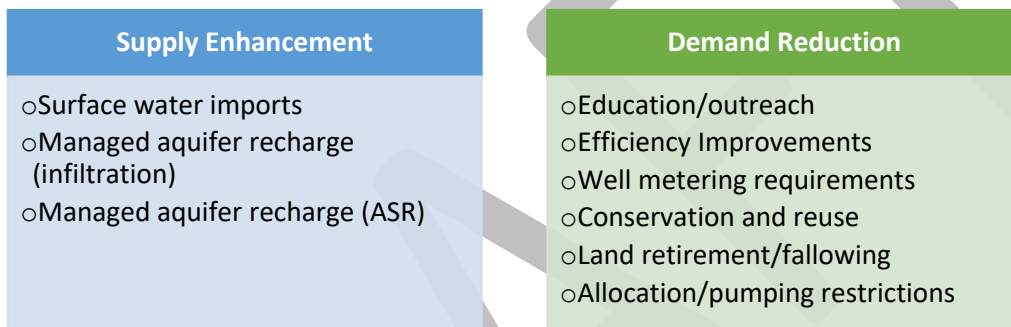 Supply Enhancement
oSurface water imports
oManaged aquifer recharge
(infiltration)
oManaged aquifer recharge (ASR)
Demand Reduction
oEducation/outreach
oEfficiency Improvements
oWell metering requirements
oConservation and reuse
oLand retirement/fallowing
oAllocation/pumping restrictions